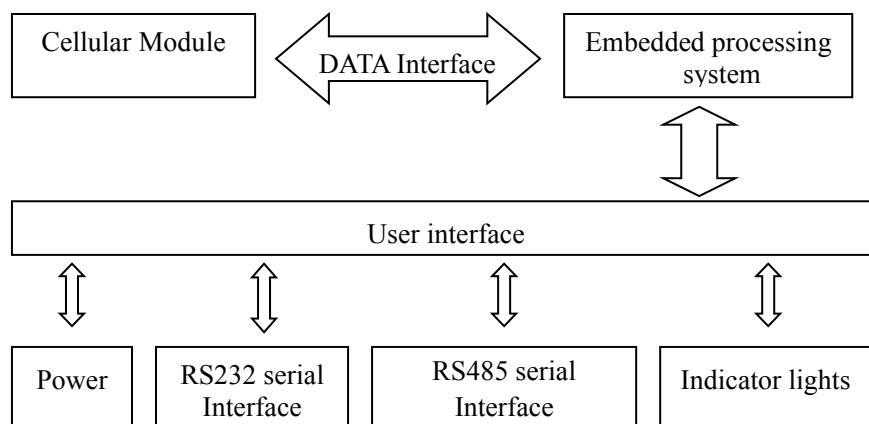 Cellular Module
DATA Interface
Embedded processing
system
User interface
Power
RS232 serial
Interface
RS485 serial
Interface
Indicator lights